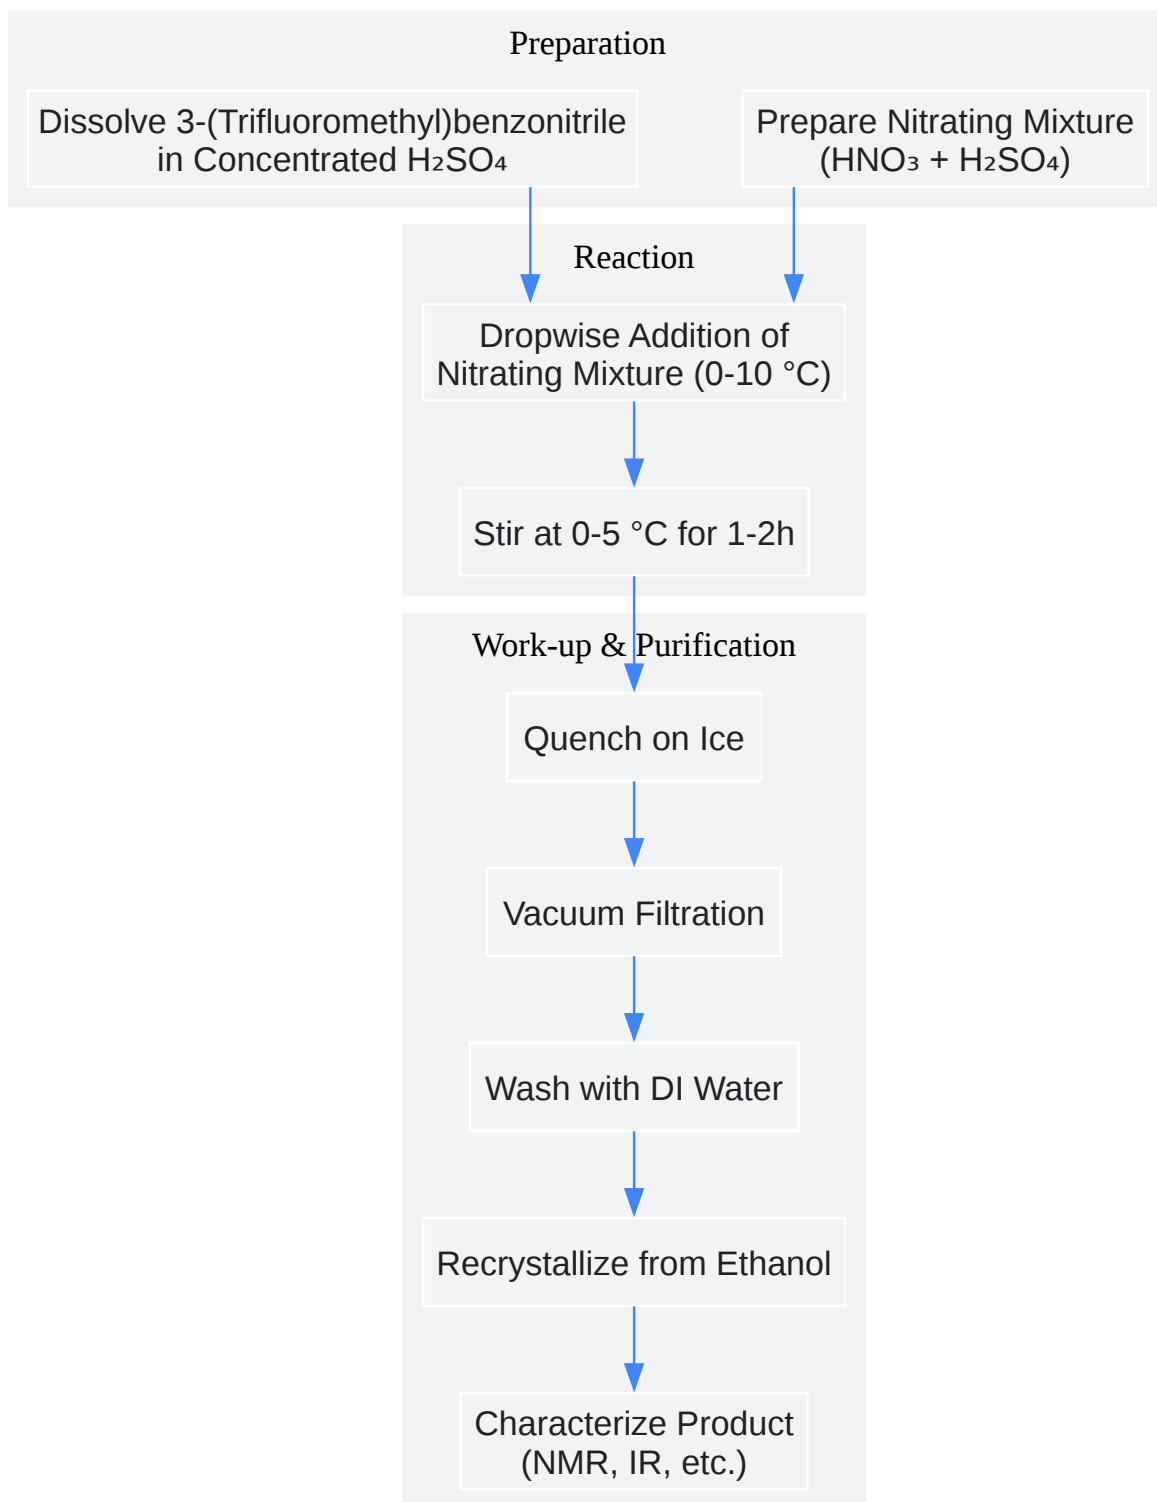 Preparation
Dissolve 3-(Trifluoromethyl)benzonitrile
in Concentrated H₂SO₄
Prepare Nitrating Mixture
(HNO₃ + H₂SO₄)
Reaction
Dropwise Addition of
Nitrating Mixture (0-10 °C)
Stir at 0-5 °C for 1-2h
Work-up & Purification
Quench on Ice
Vacuum Filtration
Wash with DI Water
Recrystallize from Ethanol
Characterize Product
(NMR, IR, etc.)